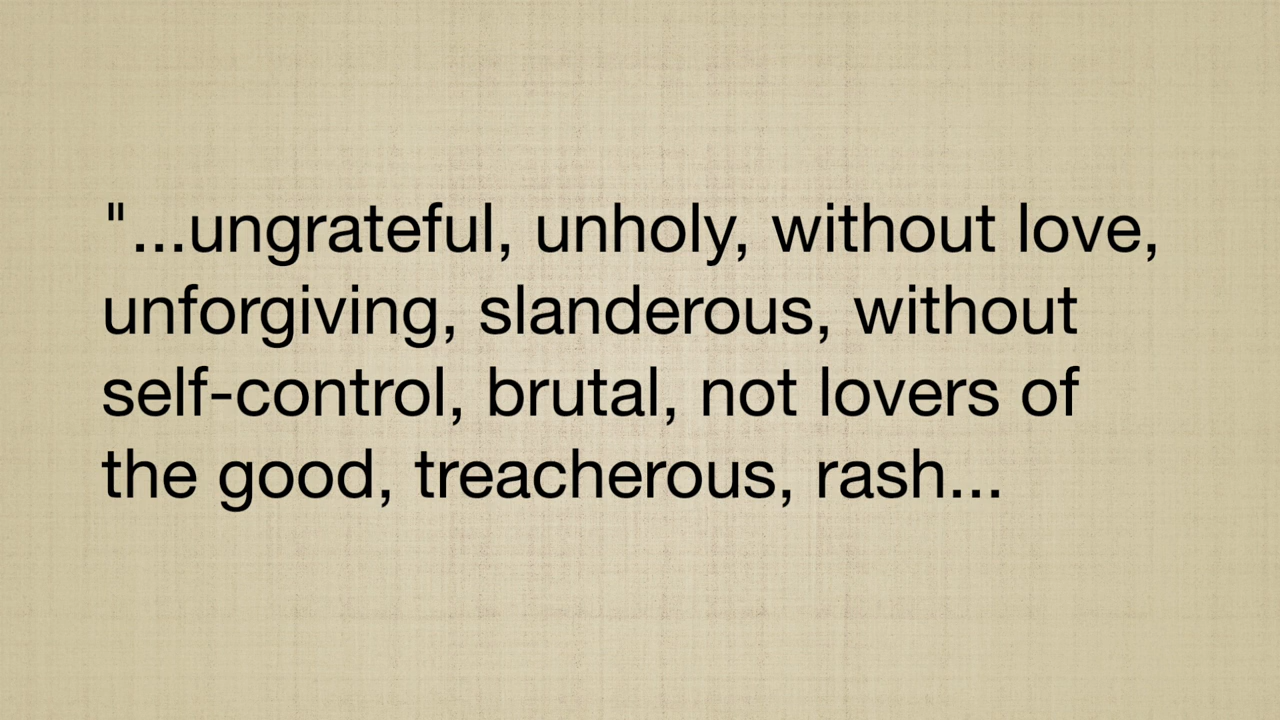 "...ungrateful, unholy, without love,
unforgiving, slanderous, without
self-control, brutal, not lovers of
the good, treacherous, rash...